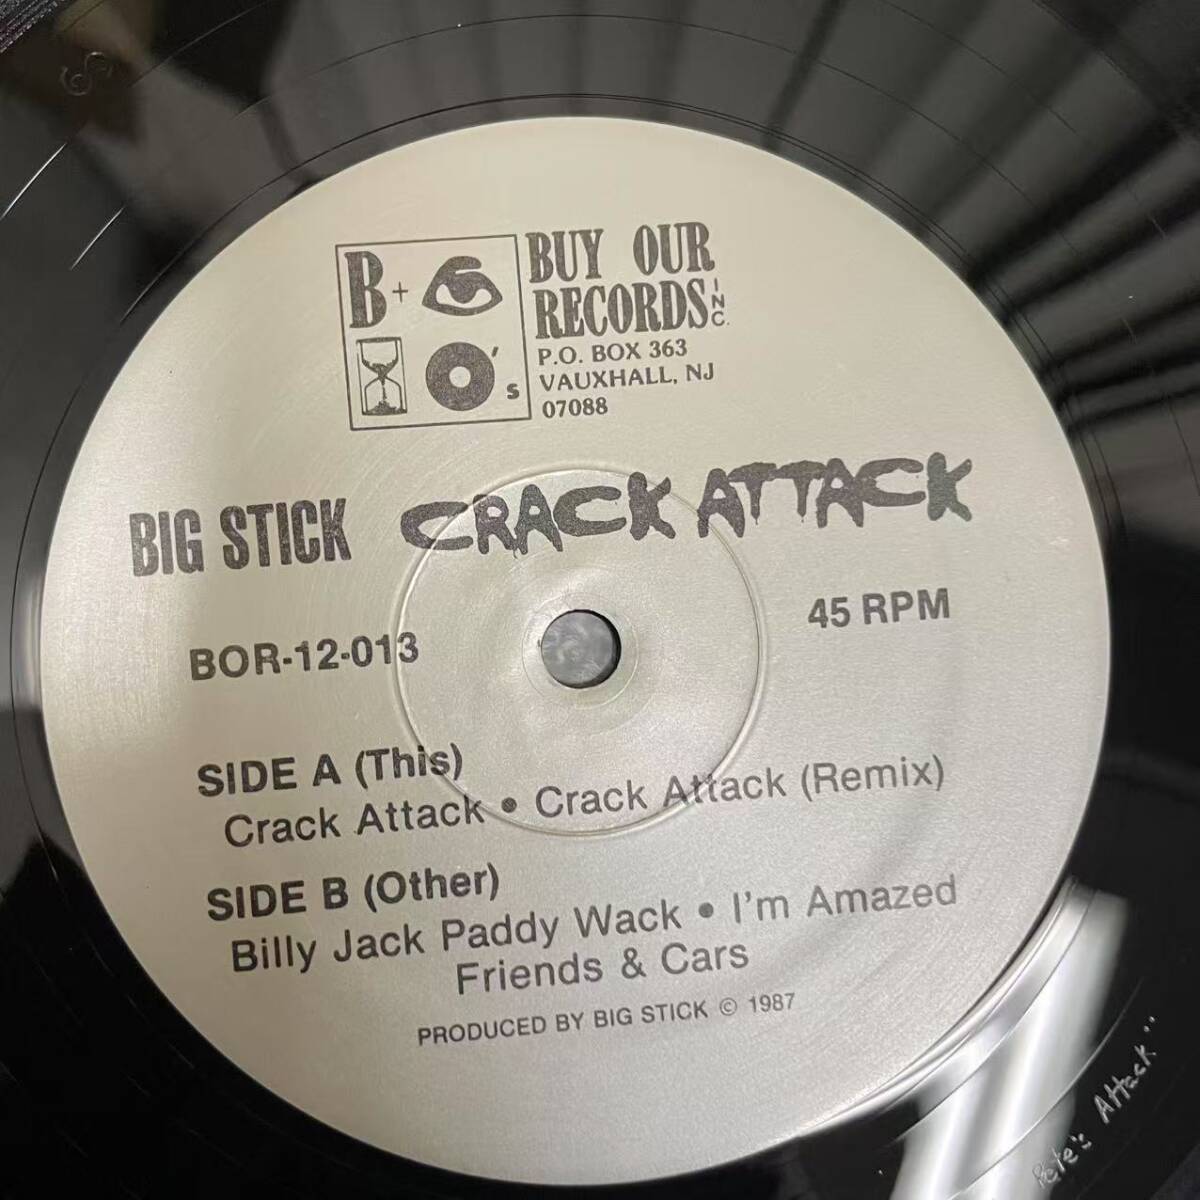 B+
's
BUY OUR
RECORDS INC.
P.O. BOX 363
VAUXHALL, NJ
07088
BIG STICK CRACK ATTACK
BOR-12-013
45 RPM
SIDE A (This)
Crack Attack • Crack Attack (Remix)
SIDE B (Other)
Billy Jack Paddy Wack • I'm Amazed
Friends & Cars
PRODUCED BY BIG STICK © 1987
Pete's Attack"